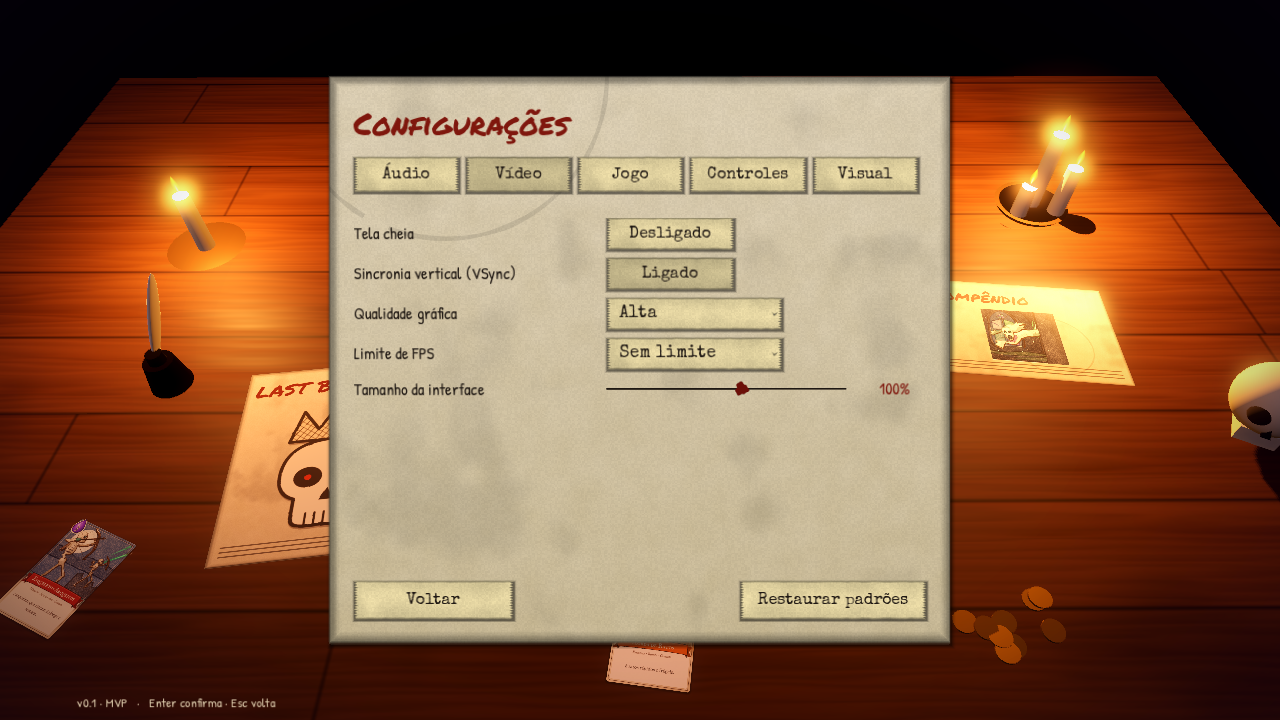 Configurações
Áudio
Vídeo
Jogo
Controles
Visual
Tela cheia
Desligado
Sincronia vertical (VSync)
Ligado
Qualidade gráfica
Alta
Limite de FPS
Sem limite
Tamanho da interface
100%
MPÊNDIO
LAST B
Voltar
Restaurar padrões
v0.1 · MVP · Enter confirma · Esc volta